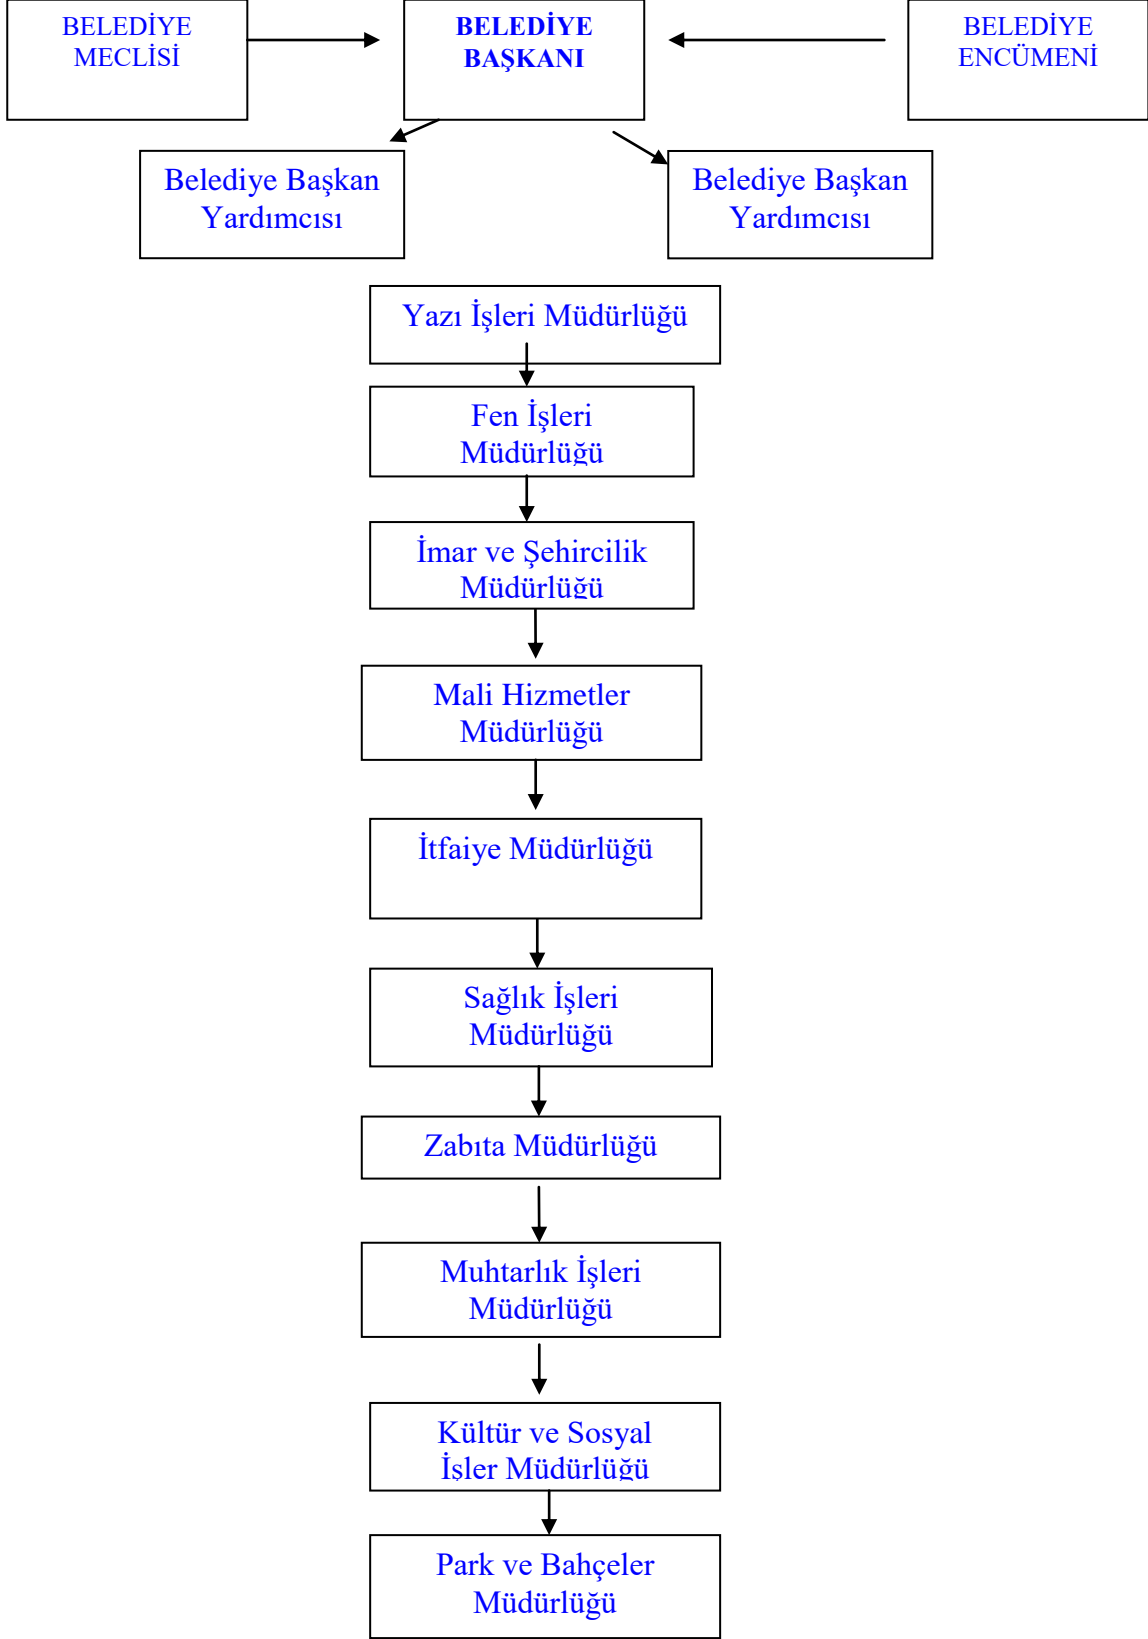 BELEDİYE
MECLİSİ
BELEDİYE
BAŞKANI
BELEDİYE
ENCÜMENİ
Belediye Başkan
Yardımcısı
Belediye Başkan
Yardımcısı
Yazı İşleri Müdürlüğü
Fen İşleri
Müdürlüğü
İmar ve Şehircilik
Müdürlüğü
Mali Hizmetler
Müdürlüğü
İtfaiye Müdürlüğü
Sağlık İşleri
Müdürlüğü
Zabıta Müdürlüğü
Muhtarlık İşleri
Müdürlüğü
Kültür ve Sosyal
İşler Müdürlüğü
Park ve Bahçeler
Müdürlüğü